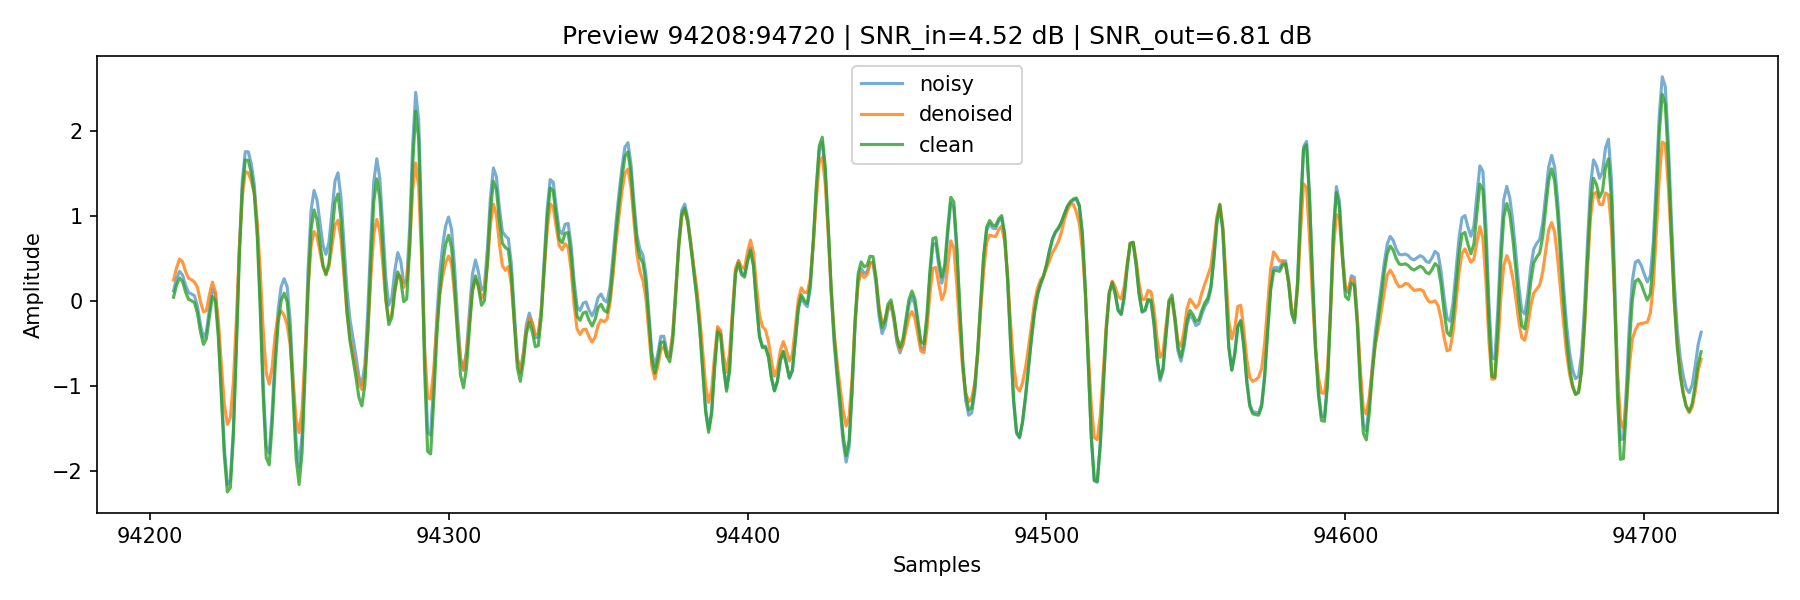 Preview 94208:94720 | SNR_in=4.52 dB | SNR_out=6.81 dB
noisy
denoised
clean
Amplitude
2
1
0
−1
−2
94200 94300 94400 94500 94600 94700
Samples